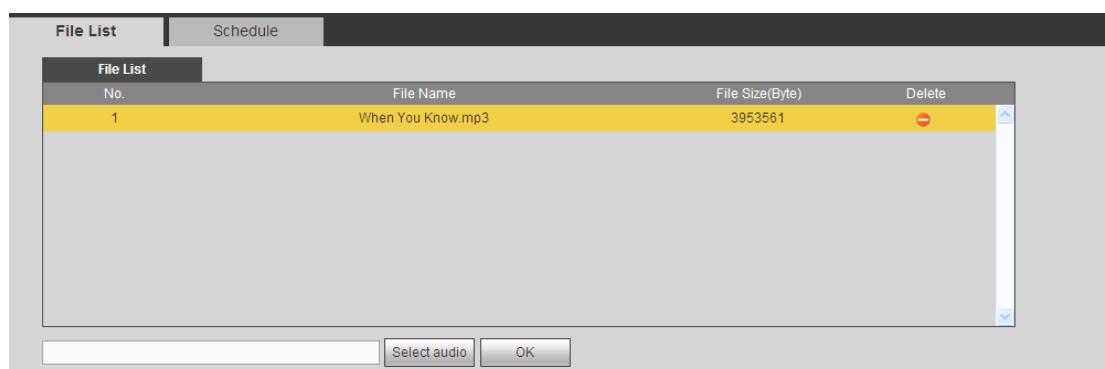 File List Schedule
File List
No. File Name File Size(Byte) Delete
1 When You Know.mp3 3953561
Select audio OK